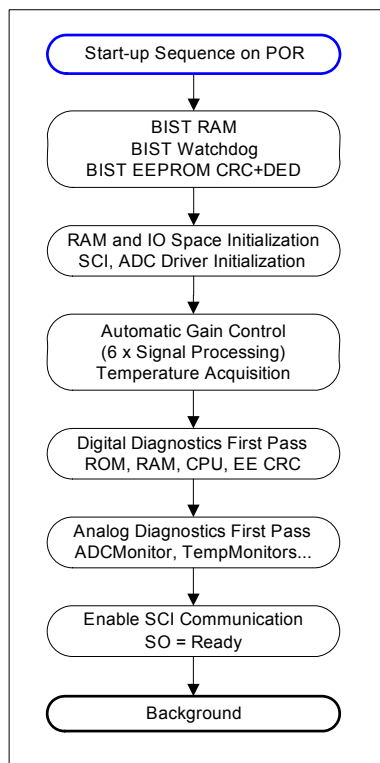 Start-up Sequence on POR
BIST RAM
BIST Watchdog
BIST EEPROM CRC+DED
RAM and IO Space Initialization
SCI, ADC Driver Initialization
Automatic Gain Control
(6 x Signal Processing)
Temperature Acquisition
Digital Diagnostics First Pass
ROM, RAM, CPU, EE CRC
Analog Diagnostics First Pass
ADCMonitor, TempMonitors...
Enable SCI Communication
SO = Ready
Background